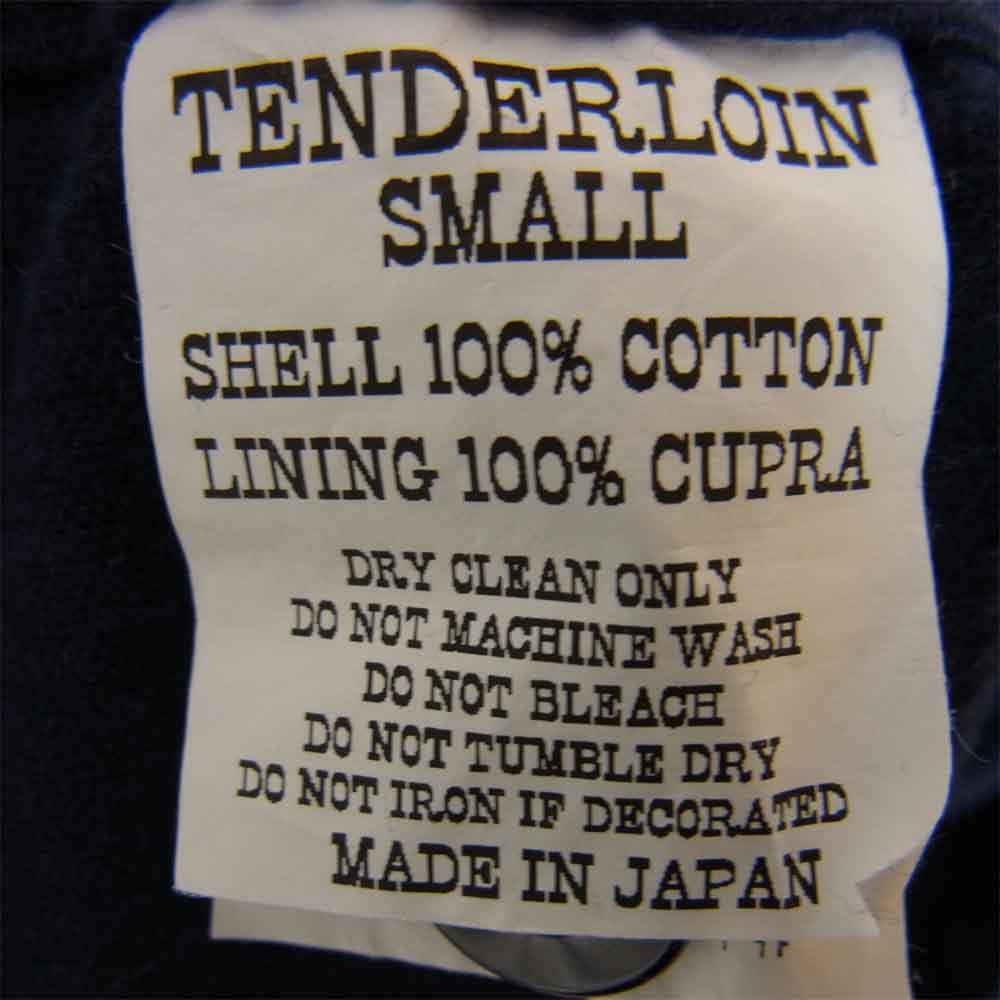 TENDERLOIN
SMALL
SHELL 100% COTTON
LINING 100% CUPRA
DRY CLEAN ONLY
DO NOT MACHINE WASH
DO NOT BLEACH
DO NOT TUMBLE DRY
DO NOT IRON IF DECORATED
MADE IN JAPAN